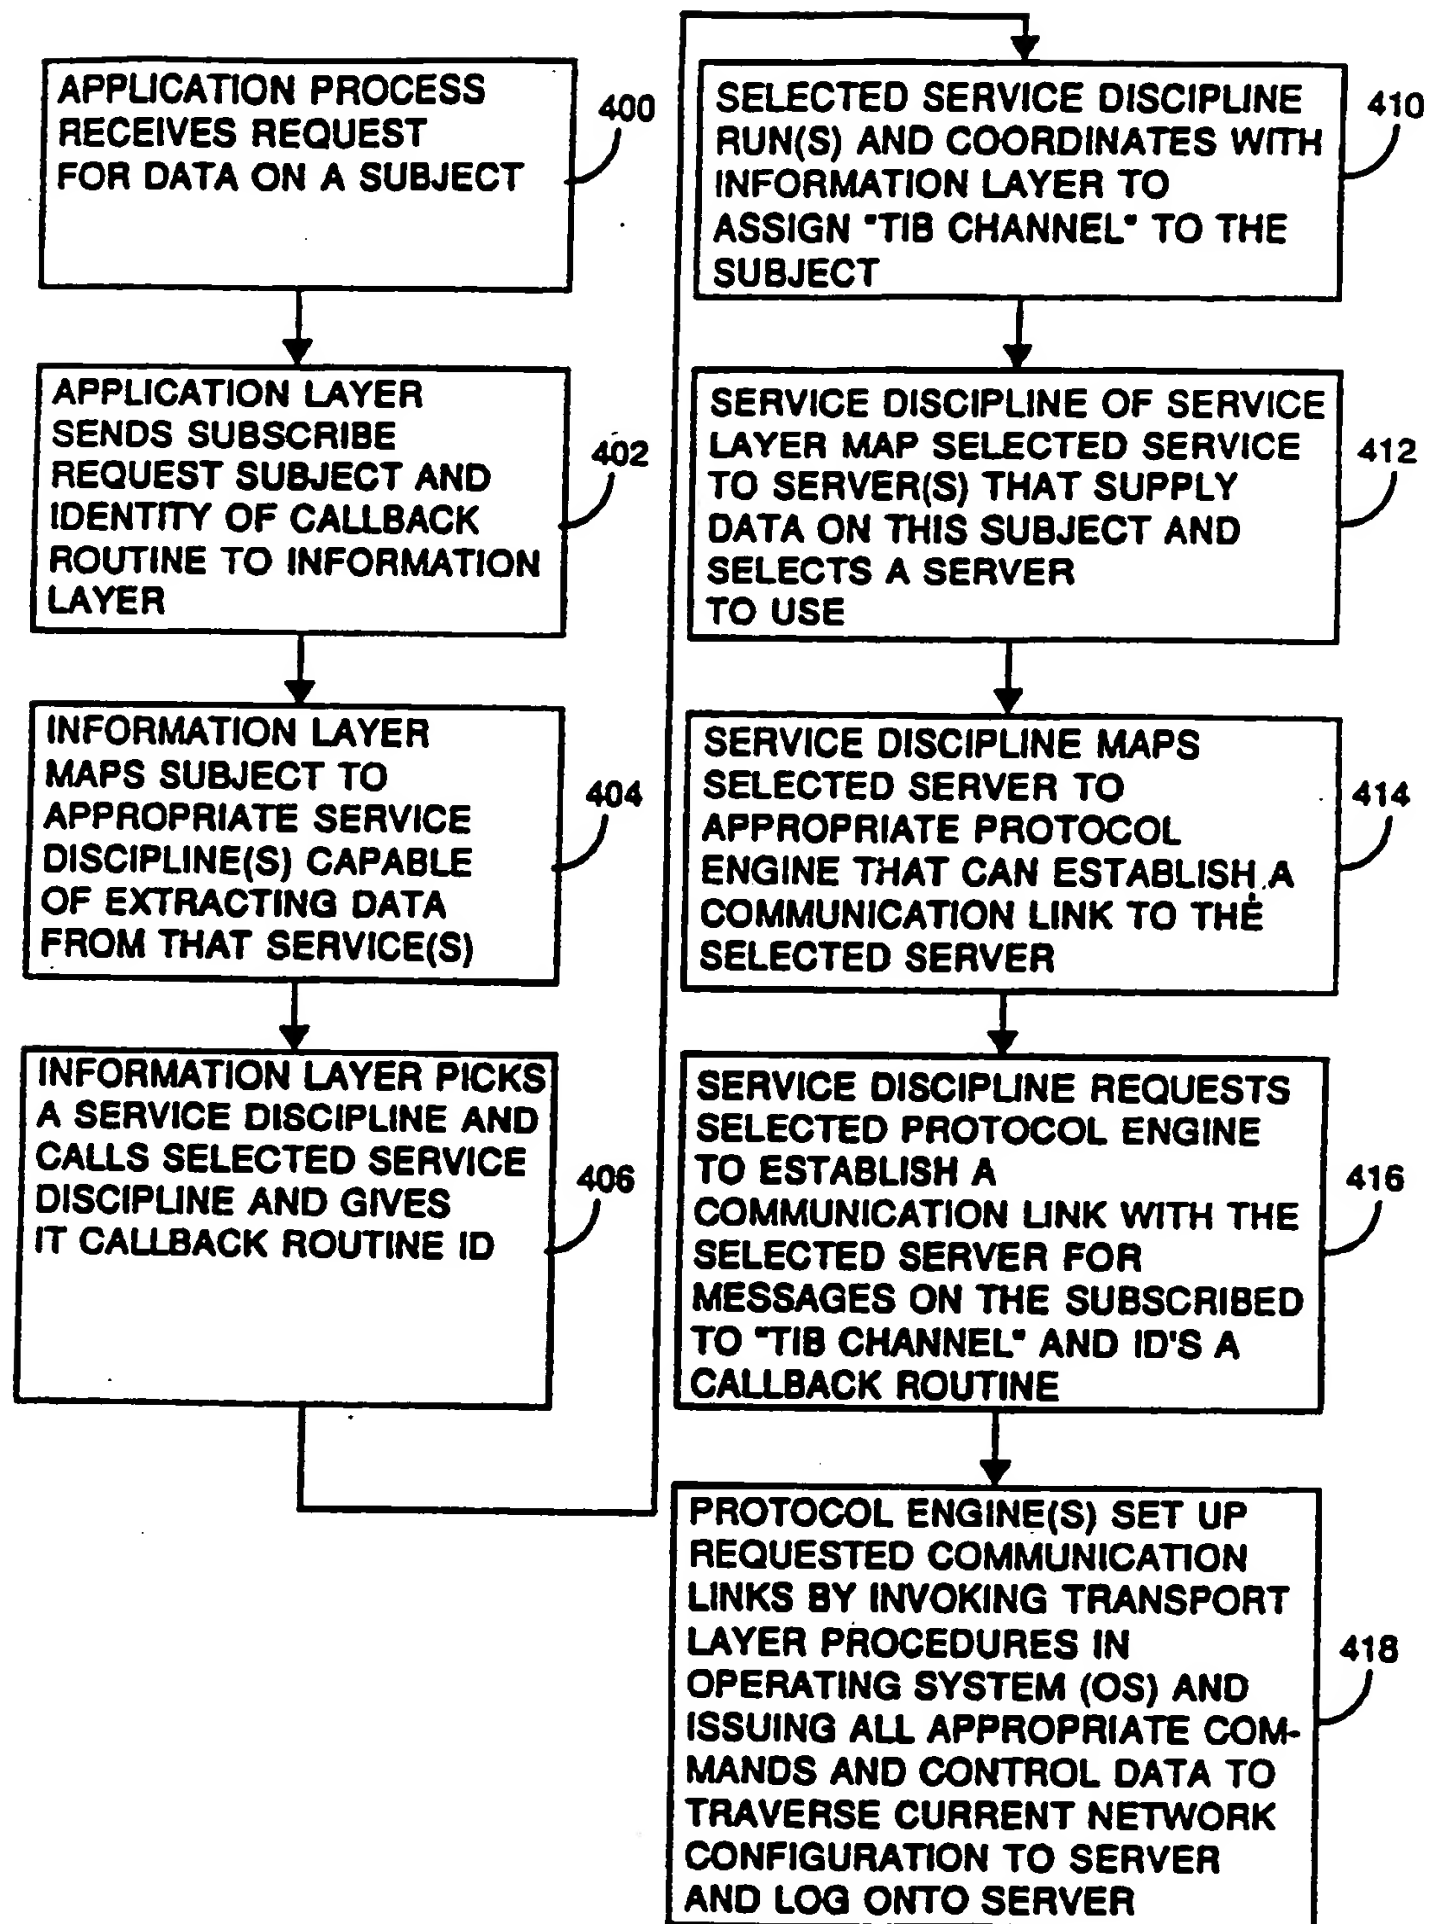 APPLICATION PROCESS
RECEIVES REQUEST
FOR DATA ON A SUBJECT
400
APPLICATION LAYER
SENDS SUBSCRIBE
REQUEST SUBJECT AND
IDENTITY OF CALLBACK
ROUTINE TO INFORMATION
LAYER
402
INFORMATION LAYER
MAPS SUBJECT TO
APPROPRIATE SERVICE
DISCIPLINE(S) CAPABLE
OF EXTRACTING DATA
FROM THAT SERVICE(S)
404
INFORMATION LAYER PICKS
A SERVICE DISCIPLINE AND
CALLS SELECTED SERVICE
DISCIPLINE AND GIVES
IT CALLBACK ROUTINE ID
406
SELECTED SERVICE DISCIPLINE
RUN(S) AND COORDINATES WITH
INFORMATION LAYER TO
ASSIGN "TIB CHANNEL" TO THE
SUBJECT
410
SERVICE DISCIPLINE OF SERVICE
LAYER MAP SELECTED SERVICE
TO SERVER(S) THAT SUPPLY
DATA ON THIS SUBJECT AND
SELECTS A SERVER
TO USE
412
SERVICE DISCIPLINE MAPS
SELECTED SERVER TO
APPROPRIATE PROTOCOL
ENGINE THAT CAN ESTABLISH A
COMMUNICATION LINK TO THE
SELECTED SERVER
414
SERVICE DISCIPLINE REQUESTS
SELECTED PROTOCOL ENGINE
TO ESTABLISH A
COMMUNICATION LINK WITH THE
SELECTED SERVER FOR
MESSAGES ON THE SUBSCRIBED
TO "TIB CHANNEL" AND ID'S A
CALLBACK ROUTINE
416
PROTOCOL ENGINE(S) SET UP
REQUESTED COMMUNICATION
LINKS BY INVOKING TRANSPORT
LAYER PROCEDURES IN
OPERATING SYSTEM (OS) AND
ISSUING ALL APPROPRIATE COM-
MANDS AND CONTROL DATA TO
TRAVERSE CURRENT NETWORK
CONFIGURATION TO SERVER
AND LOG ONTO SERVER
418